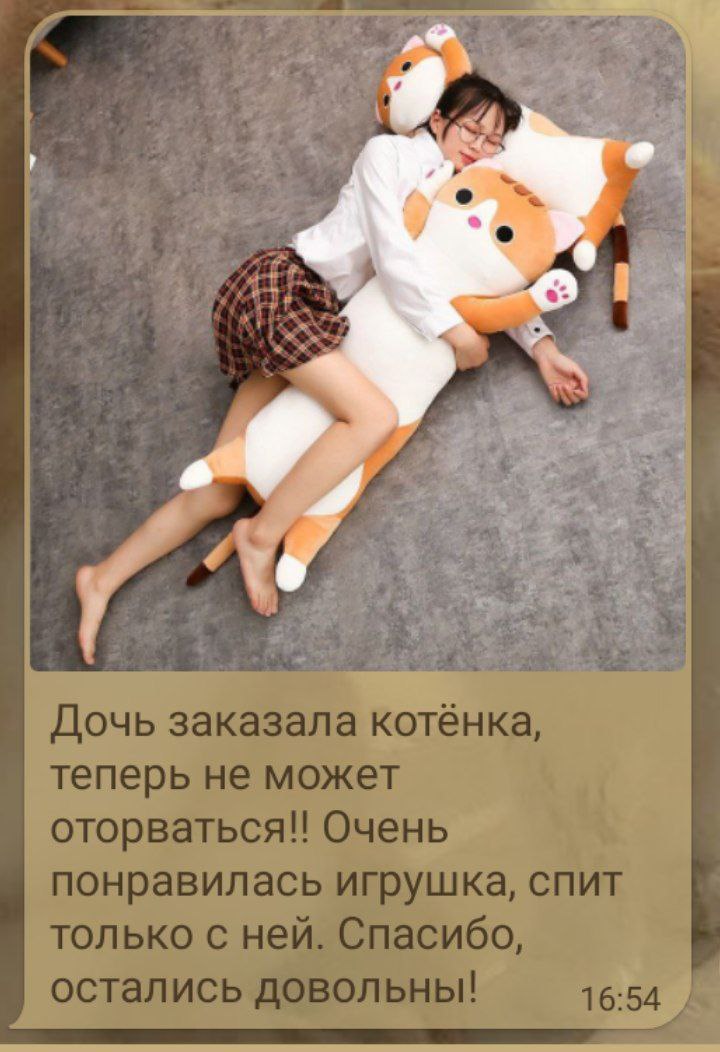 Дочь заказала котёнка,
теперь не может
оторваться!! Очень
понравилась игрушка, спит
только с ней. Спасибо,
остались довольны!
16:54